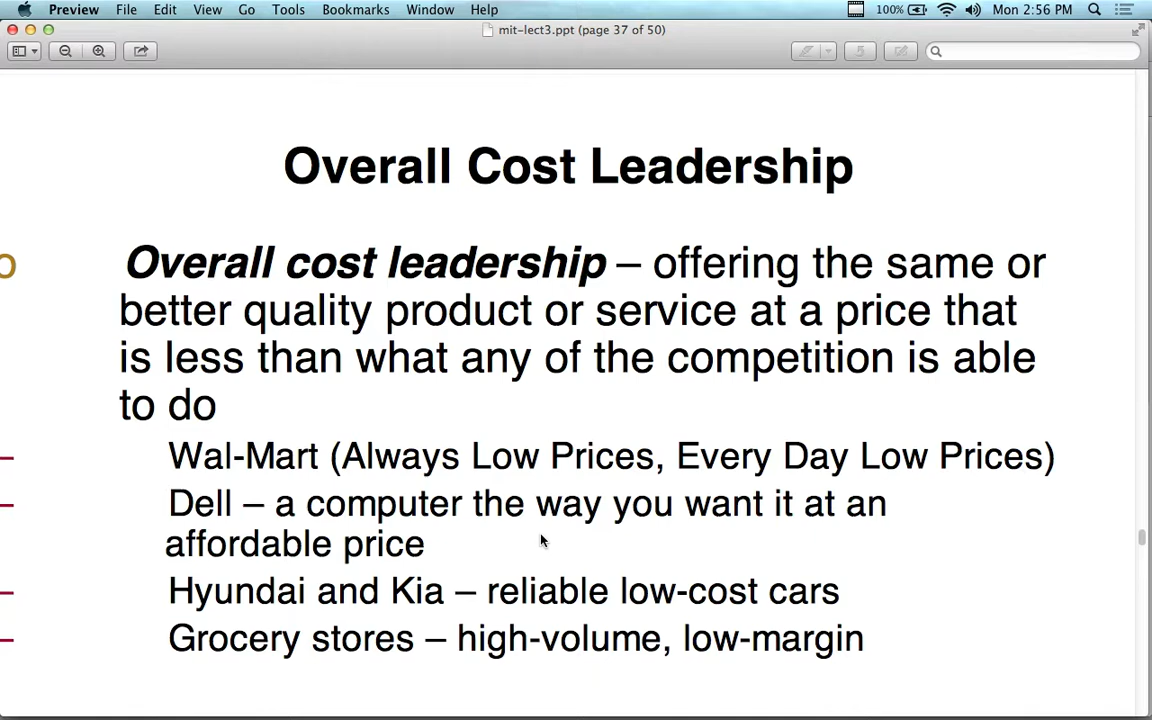 Preview File Edit View Go Tools Bookmarks Window Help 100% Mon 2:56 PM
mit-lect3.ppt (page 37 of 50)
Overall Cost Leadership
o Overall cost leadership – offering the same or
better quality product or service at a price that
is less than what any of the competition is able
to do
– Wal-Mart (Always Low Prices, Every Day Low Prices)
– Dell – a computer the way you want it at an
affordable price
– Hyundai and Kia – reliable low-cost cars
– Grocery stores – high-volume, low-margin